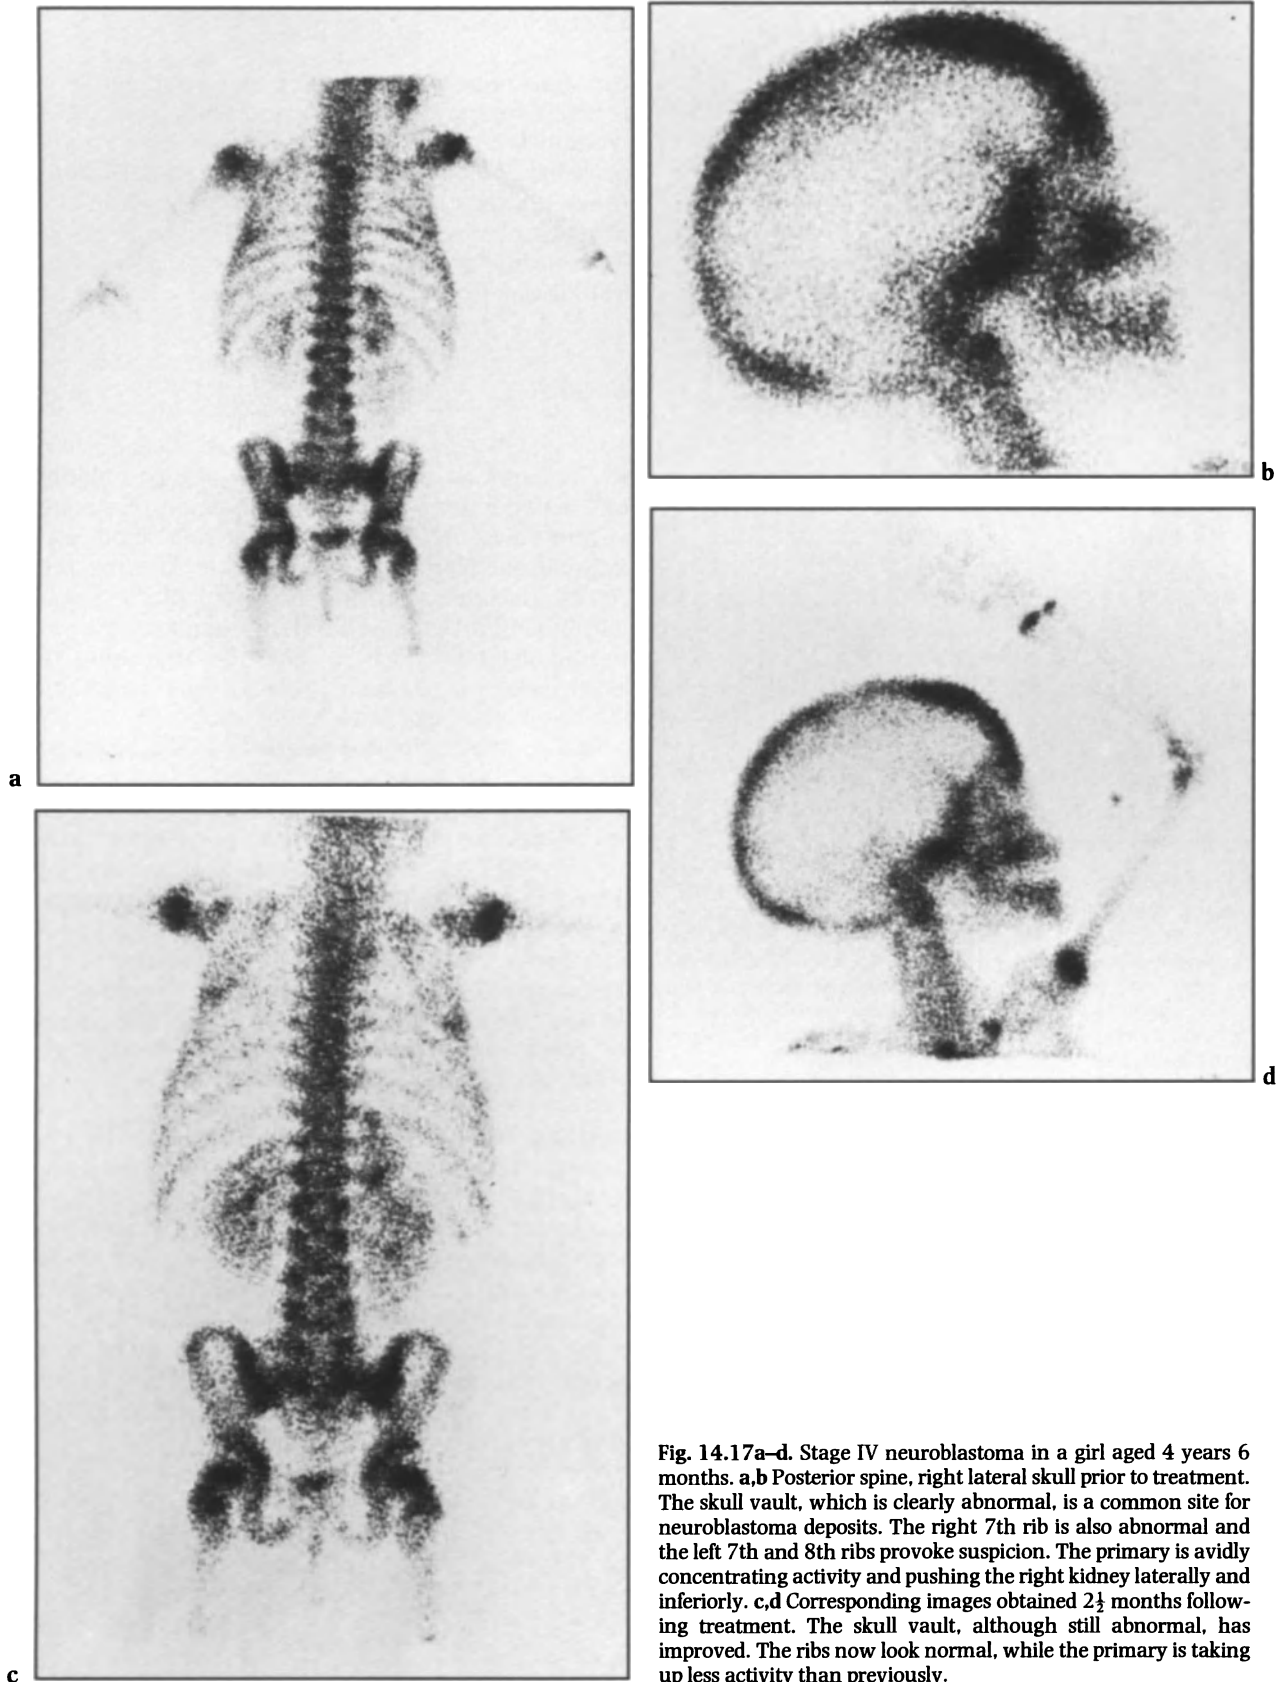 b
a
d
c
Fig. 14.17a–d. Stage IV neuroblastoma in a girl aged 4 years 6
months. a,b Posterior spine, right lateral skull prior to treatment.
The skull vault, which is clearly abnormal, is a common site for
neuroblastoma deposits. The right 7th rib is also abnormal and
the left 7th and 8th ribs provoke suspicion. The primary is avidly
concentrating activity and pushing the right kidney laterally and
inferiorly. c,d Corresponding images obtained 2½ months follow-
ing treatment. The skull vault, although still abnormal, has
improved. The ribs now look normal, while the primary is taking
up less activity than previously.